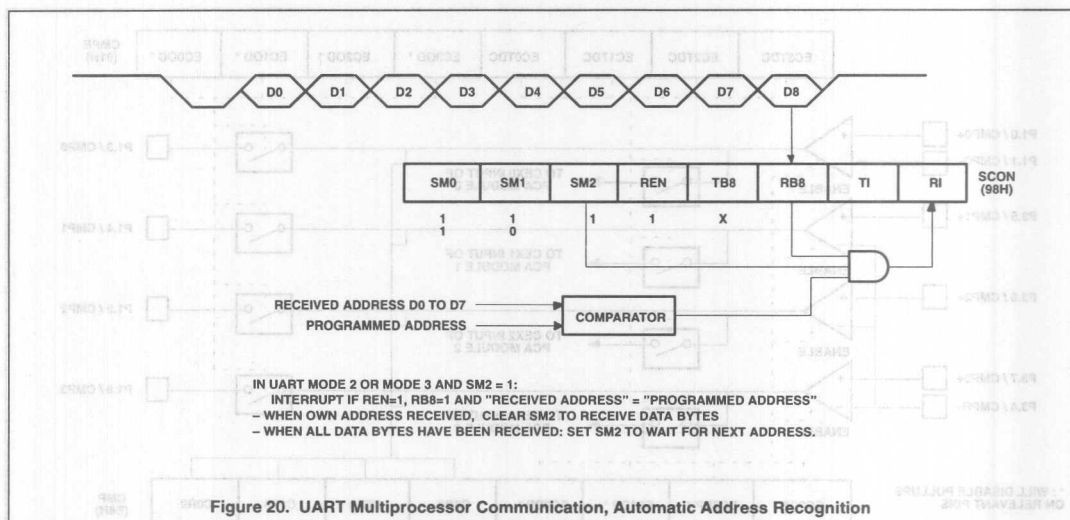 D0 D1 D2 D3 D4 D5 D6 D7 D8
SM0 SM1 SM2 REN TB8 RB8 TI RI
SCON
(98H)
1 1 1 1 X
1 0
RECEIVED ADDRESS D0 TO D7
PROGRAMMED ADDRESS
COMPARATOR
IN UART MODE 2 OR MODE 3 AND SM2 = 1:
INTERRUPT IF REN=1, RB8=1 AND "RECEIVED ADDRESS" = "PROGRAMMED ADDRESS"
– WHEN OWN ADDRESS RECEIVED, CLEAR SM2 TO RECEIVE DATA BYTES
– WHEN ALL DATA BYTES HAVE BEEN RECEIVED: SET SM2 TO WAIT FOR NEXT ADDRESS.
Figure 20. UART Multiprocessor Communication, Automatic Address Recognition